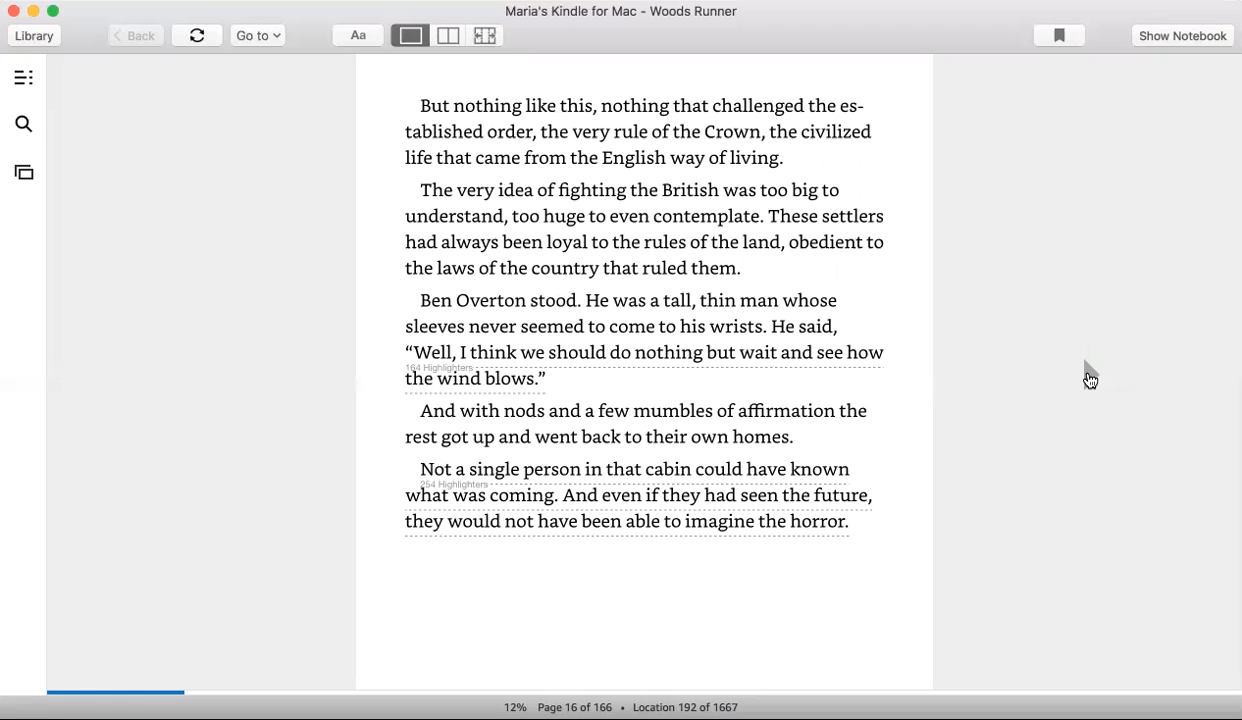 Maria's Kindle for Mac - Woods Runner
Library
Back
Go to
Aa
Show Notebook
But nothing like this, nothing that challenged the es-
tablished order, the very rule of the Crown, the civilized
life that came from the English way of living.
The very idea of fighting the British was too big to
understand, too huge to even contemplate. These settlers
had always been loyal to the rules of the land, obedient to
the laws of the country that ruled them.
Ben Overton stood. He was a tall, thin man whose
sleeves never seemed to come to his wrists. He said,
“Well, I think we should do nothing but wait and see how
164 Highlighters
the wind blows.”
And with nods and a few mumbles of affirmation the
rest got up and went back to their own homes.
Not a single person in that cabin could have known
254 Highlighters
what was coming. And even if they had seen the future,
they would not have been able to imagine the horror.
12% Page 16 of 166 • Location 192 of 1667